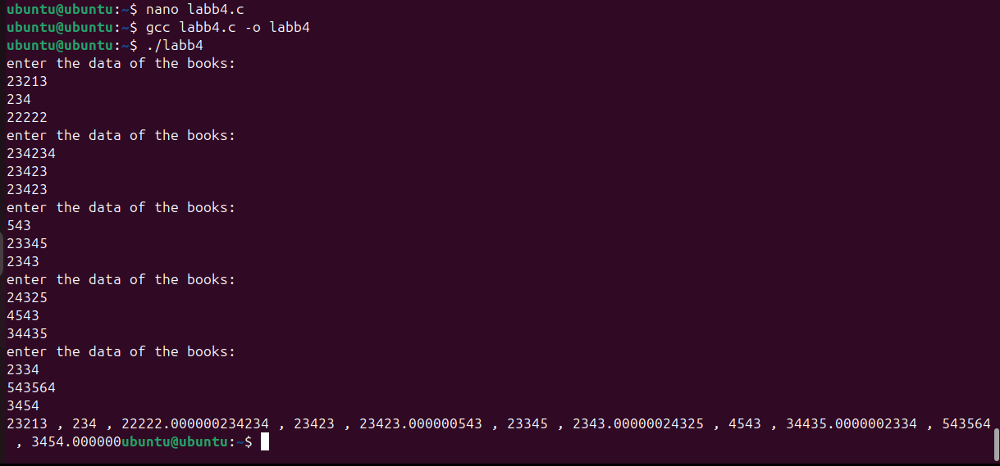 ubuntu@ubuntu:~$ nano labb4.c
ubuntu@ubuntu:~$ gcc labb4.c -o labb4
ubuntu@ubuntu:~$ ./labb4
enter the data of the books:
23213
234
22222
enter the data of the books:
234234
23423
23423
enter the data of the books:
543
23345
2343
enter the data of the books:
24325
4543
34435
enter the data of the books:
2334
543564
3454
23213 , 234 , 22222.000000234234 , 23423 , 23423.000000543 , 23345 , 2343.00000024325 , 4543 , 34435.0000002334 , 543564
 , 3454.000000ubuntu@ubuntu:~$